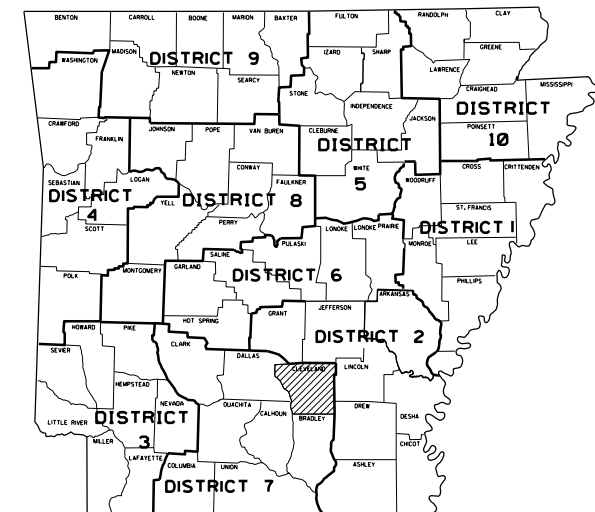 BENTON
CARROLL
BOONE
MARION
BAXTER
FULTON
RANDOLPH
CLAY
WASHINGTON
MADISON
DISTRICT 9
NEWTON
SEARCY
IZARD
SHARP
GREENE
LAWRENCE
STONE
INDEPENDENCE
CRAIGHEAD
MISSISSIPPI
DISTRICT
10
POINSETT
JACKSON
CRAWFORD
FRANKLIN
JOHNSON
POPE
VAN BUREN
CLEBURNE
DISTRICT
5
WHITE
CROSS
CRITTENDEN
WOODRUFF
CONWAY
FAULKNER
SEBASTIAN
LOGAN
DISTRICT
4
SCOTT
YELL
DISTRICT 8
PERRY
ST. FRANCIS
DISTRICT 1
LEE
MONROE
PULASKI
LONOKE
LONOKE
PRAIRIE
SALINE
GARLAND
MONTGOMERY
POLK
DISTRICT 6
PHILLIPS
ARKANSAS
HOT SPRING
GRANT
JEFFERSON
DISTRICT 2
HOWARD
PIKE
CLARK
DALLAS
CLEVELAND
LINCOLN
SEVIER
HEMPSTEAD
NEVADA
OUACHITA
CALHOUN
BRADLEY
DREW
DESHA
CHICOT
LITTLE RIVER
DISTRICT
3
MILLER
LAFAYETTE
COLUMBIA
UNION
ASHLEY
DISTRICT 7